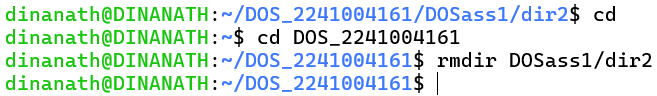 dinanath@DINANATH:~/DOS_2241004161/DOSass1/dir2$ cd
dinanath@DINANATH:~$ cd DOS_2241004161
dinanath@DINANATH:~/DOS_2241004161$ rmdir DOSass1/dir2
dinanath@DINANATH:~/DOS_2241004161$